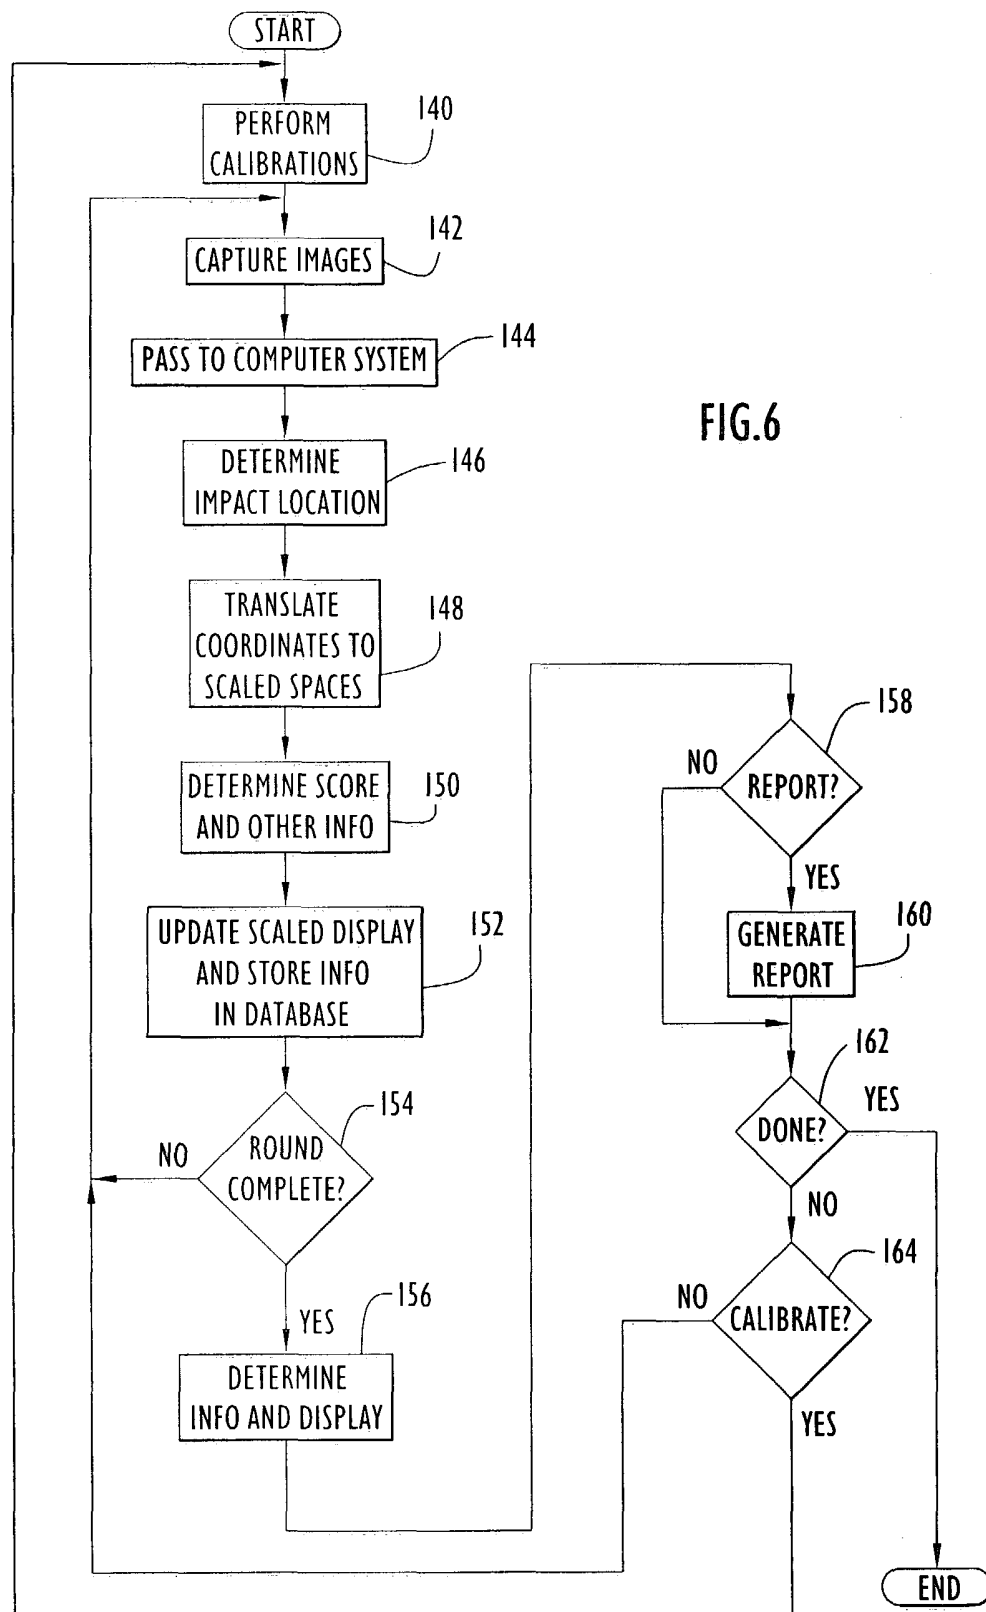 START
PERFORM
CALIBRATIONS
140
CAPTURE IMAGES
142
PASS TO COMPUTER SYSTEM
144
FIG.6
DETERMINE
IMPACT LOCATION
146
TRANSLATE
COORDINATES TO
SCALED SPACES
148
DETERMINE SCORE
AND OTHER INFO
150
UPDATE SCALED DISPLAY
AND STORE INFO
IN DATABASE
152
ROUND
COMPLETE?
154
NO
YES
DETERMINE
INFO AND DISPLAY
156
REPORT?
158
NO
YES
GENERATE
REPORT
160
DONE?
162
YES
NO
CALIBRATE?
164
NO
YES
END